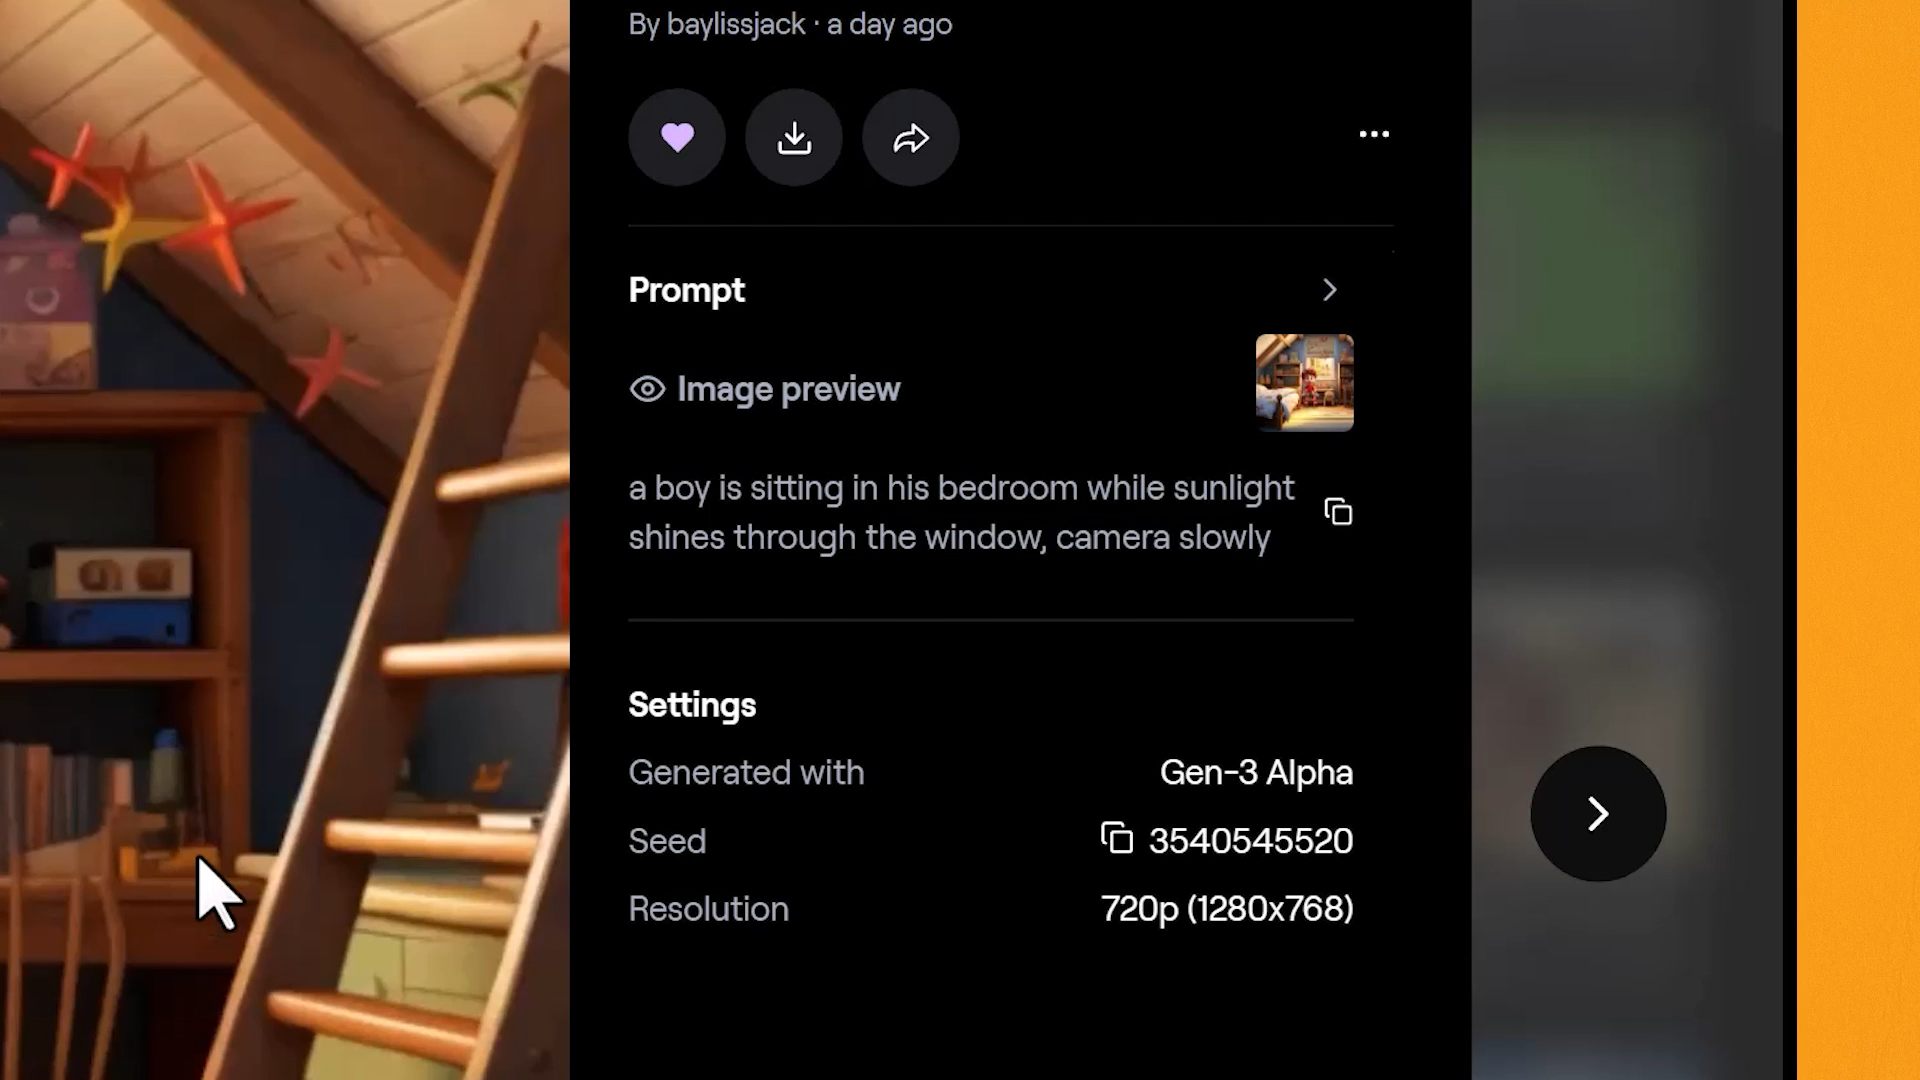 By baylissjack · a day ago
Prompt
Image preview
a boy is sitting in his bedroom while sunlight
shines through the window, camera slowly
Settings
Generated with Gen-3 Alpha
Seed 3540545520
Resolution 720p (1280x768)